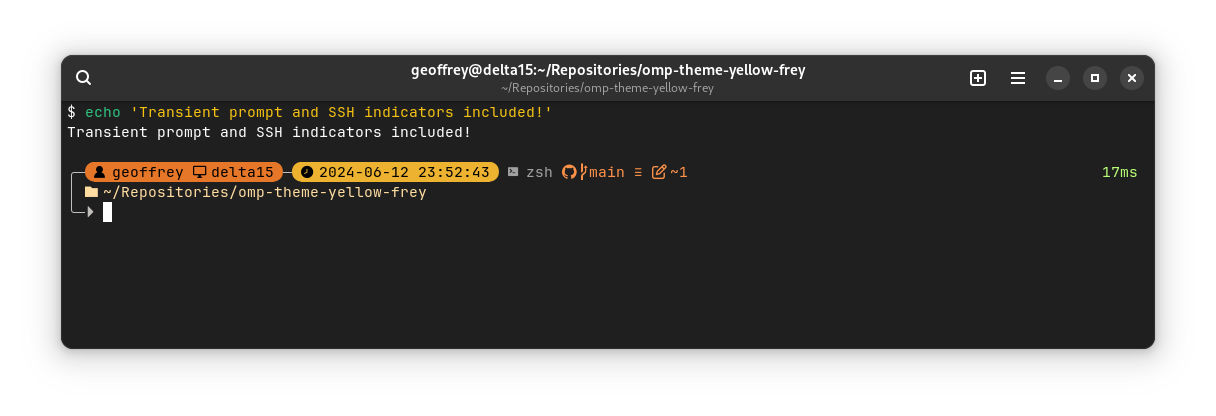 geoffrey@delta15:~/Repositories/omp-theme-yellow-frey
~/Repositories/omp-theme-yellow-frey
$ echo 'Transient prompt and SSH indicators included!'
Transient prompt and SSH indicators included!
geoffrey delta15 2024-06-12 23:52:43 zsh main ≡ ~1 17ms
~/Repositories/omp-theme-yellow-frey